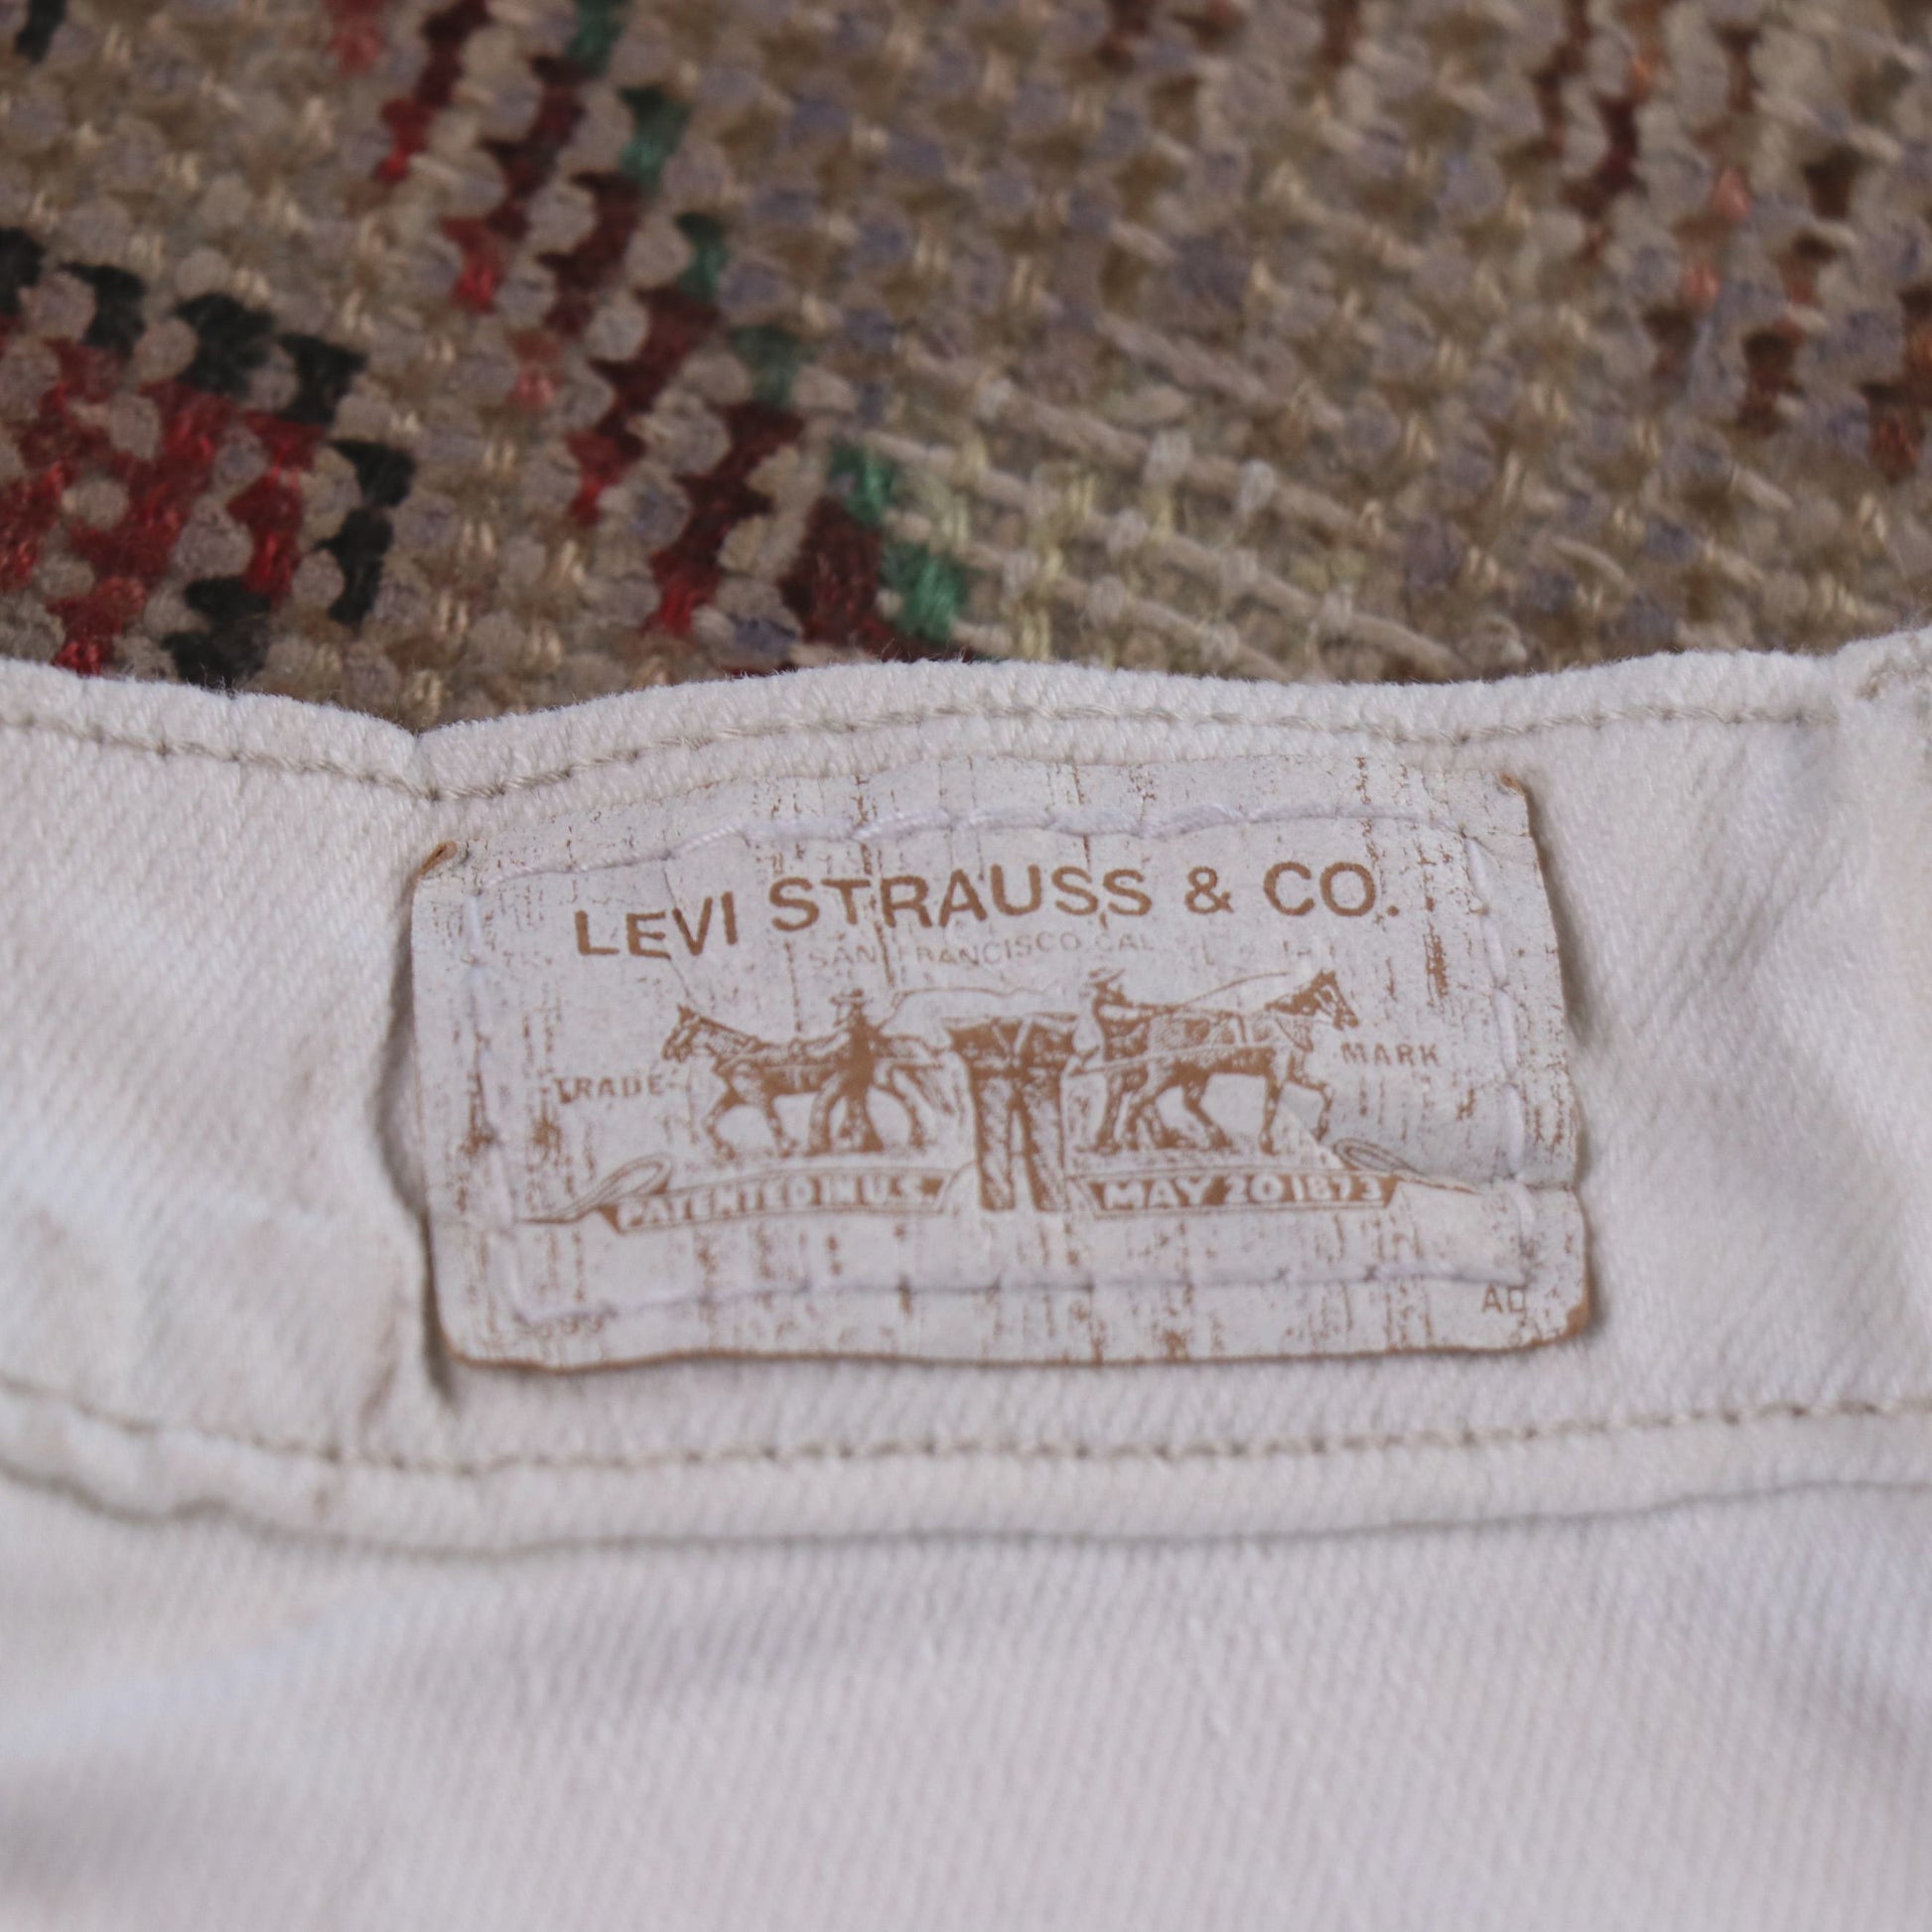 LEVI STRAUSS & CO.
SAN FRANCISCO CAL
TRADE MARK
PATENTED IN U.S. MAY 20 1873